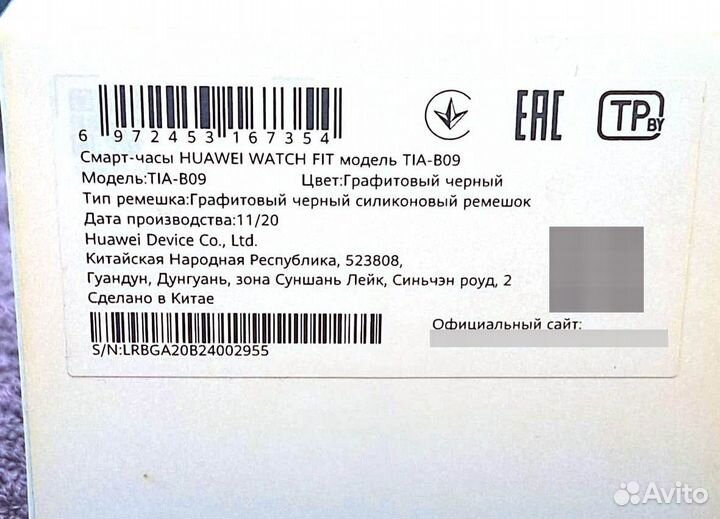 6 972453 167354
EAC
TP BY
Смарт-часы HUAWEI WATCH FIT модель TIA-B09
Модель:TIA-B09 Цвет:Графитовый черный
Тип ремешка:Графитовый черный силиконовый ремешок
Дата производства:11/20
Huawei Device Co., Ltd.
Китайская Народная Республика, 523808,
Гуандун, Дунгуань, зона Суншань Лейк, Синьчэн роуд, 2
Сделано в Китае
Официальный сайт:
S/N:LRBGA20B24002955
Avito